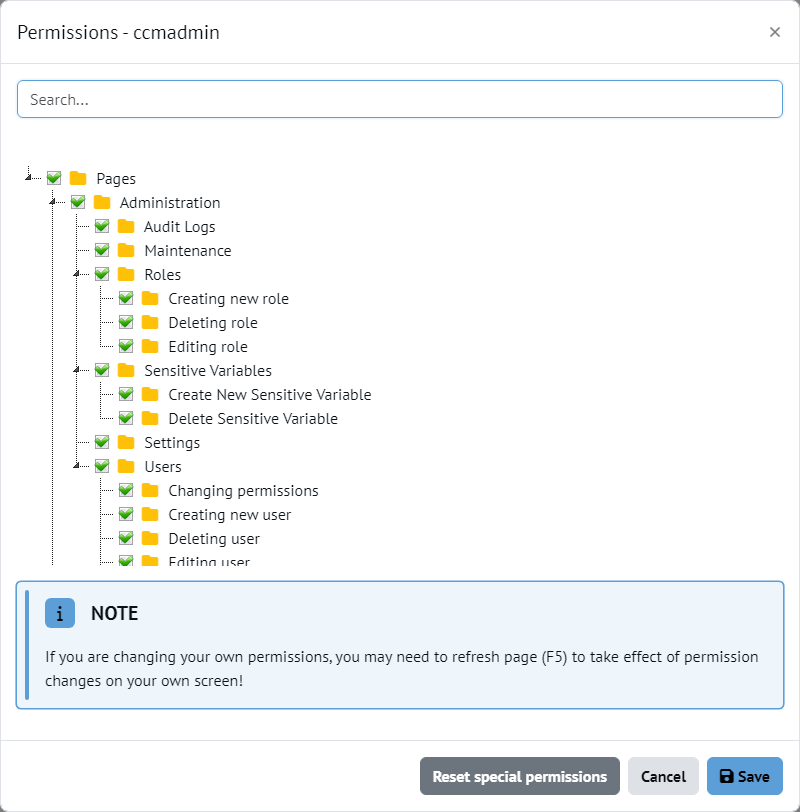 Permissions - ccmadmin
×
Search...
Pages
Administration
Audit Logs
Maintenance
Roles
Creating new role
Deleting role
Editing role
Sensitive Variables
Create New Sensitive Variable
Delete Sensitive Variable
Settings
Users
Changing permissions
Creating new user
Deleting user
Editing user
i NOTE
If you are changing your own permissions, you may need to refresh page (F5) to take effect of permission
changes on your own screen!
Reset special permissions Cancel Save